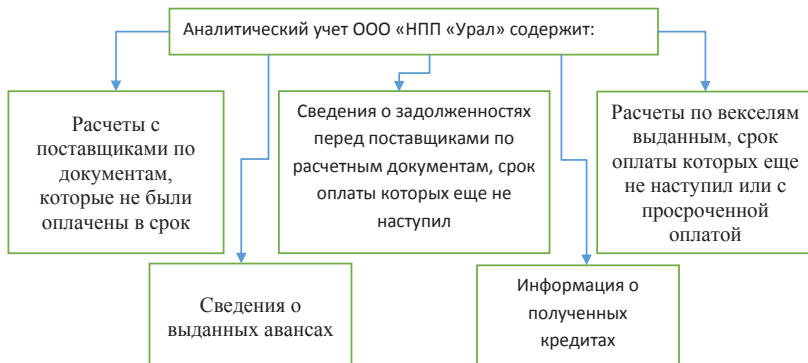 Аналитический учет ООО «НПП «Урал» содержит:
Расчеты с
поставщиками по
документам,
которые не были
оплачены в срок
Сведения о задолженностях
перед поставщиками по
расчетным документам, срок
оплаты которых еще не
наступил
Расчеты по векселям
выданным, срок
оплаты которых еще
не наступил или с
просроченной
оплатой
Сведения о
выданных авансах
Информация о
полученных
кредитах